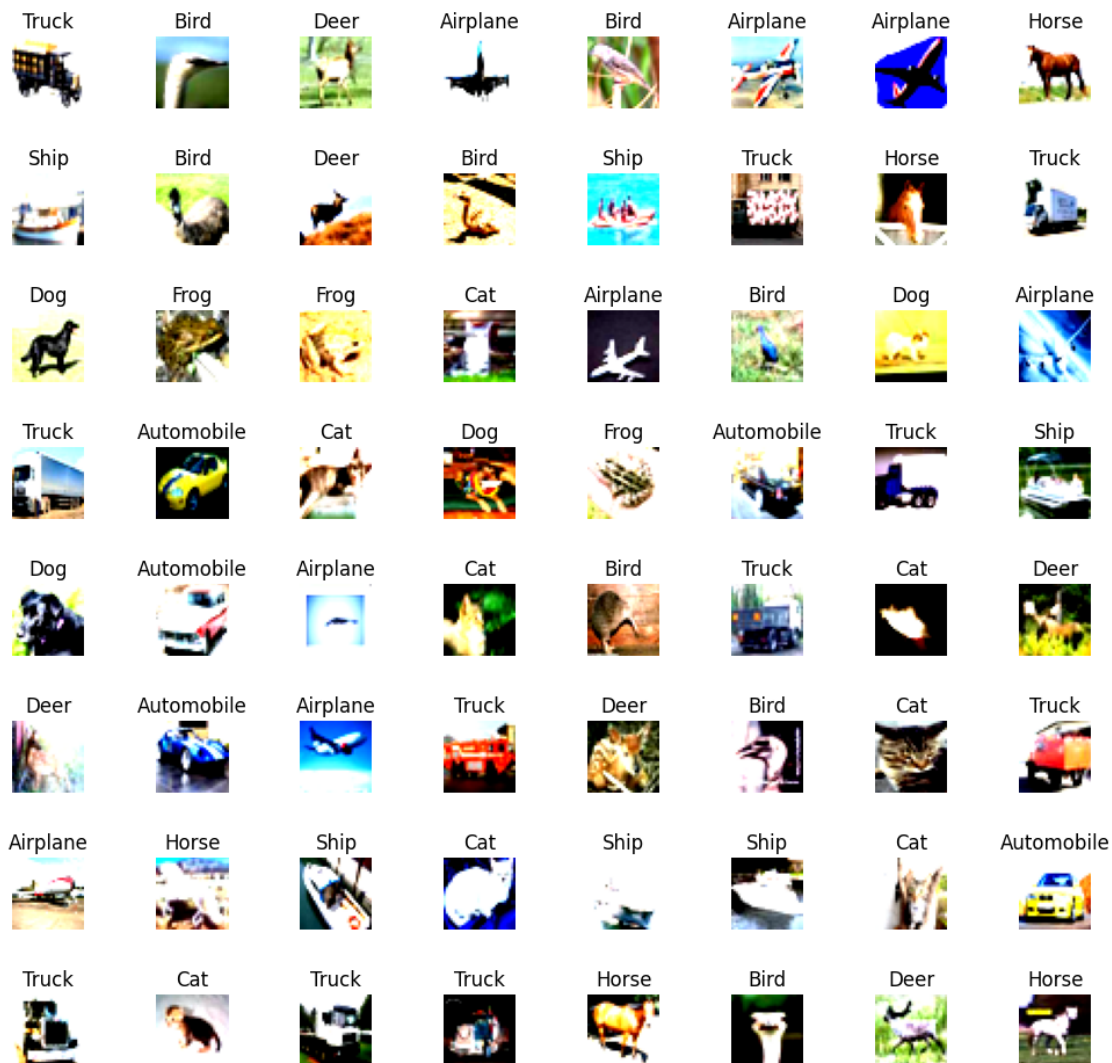 Truck Bird Deer Airplane Bird Airplane Airplane Horse
Ship Bird Deer Bird Ship Truck Horse Truck
Dog Frog Frog Cat Airplane Bird Dog Airplane
Truck Automobile Cat Dog Frog Automobile Truck Ship
Dog Automobile Airplane Cat Bird Truck Cat Deer
Deer Automobile Airplane Truck Deer Bird Cat Truck
Airplane Horse Ship Cat Ship Ship Cat Automobile
Truck Cat Truck Truck Horse Bird Deer Horse